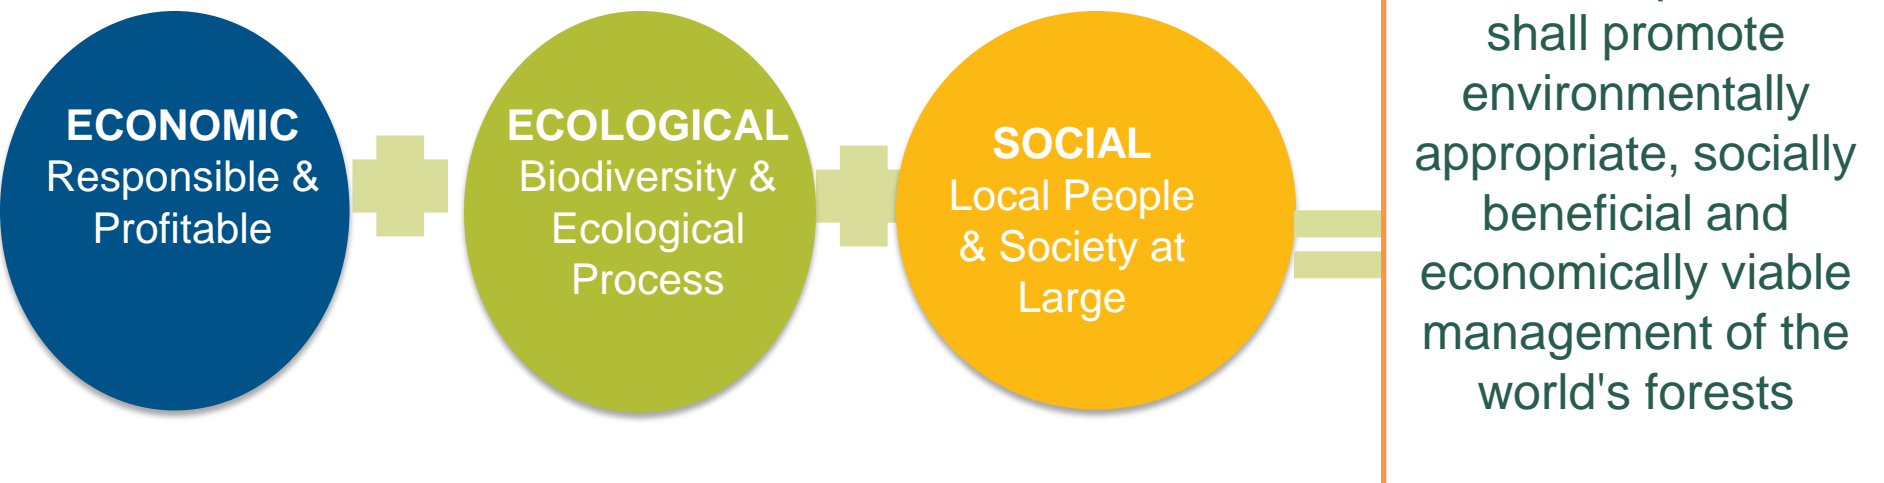 ECONOMIC
Responsible &
Profitable
ECOLOGICAL
Biodiversity &
Ecological
Process
SOCIAL
Local People
& Society at
Large
shall promote
environmentally
appropriate, socially
beneficial and
economically viable
management of the
world's forests